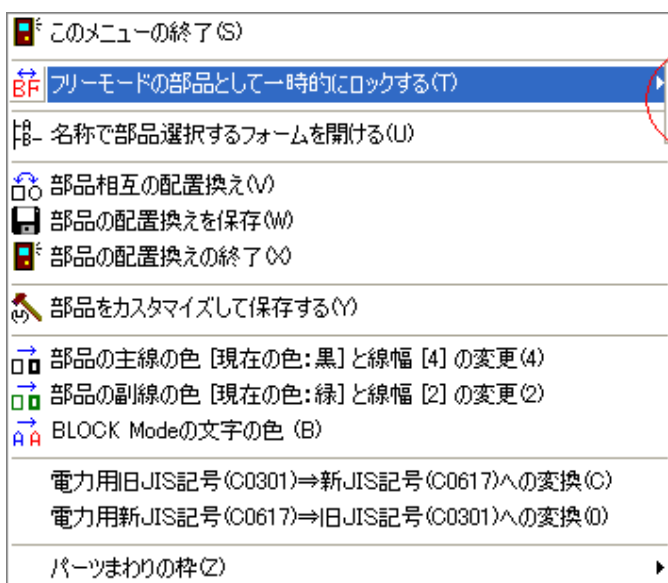 このメニューの終了(S)
BF フリーモードの部品として一時的にロックする(T)
名称で部品選択するフォームを開ける(U)
部品相互の配置換え(V)
部品の配置換えを保存(W)
部品の配置換えの終了(X)
部品をカスタマイズして保存する(Y)
部品の主線の色 [現在の色:黒] と線幅 [4] の変更(4)
部品の副線の色 [現在の色:緑] と線幅 [2] の変更(2)
AA BLOCK Modeの文字の色 (B)
電力用旧JIS記号(C0301)⇒新JIS記号(C0617)への変換(C)
電力用新JIS記号(C0617)⇒旧JIS記号(C0301)への変換(0)
パーツまわりの枠(Z)